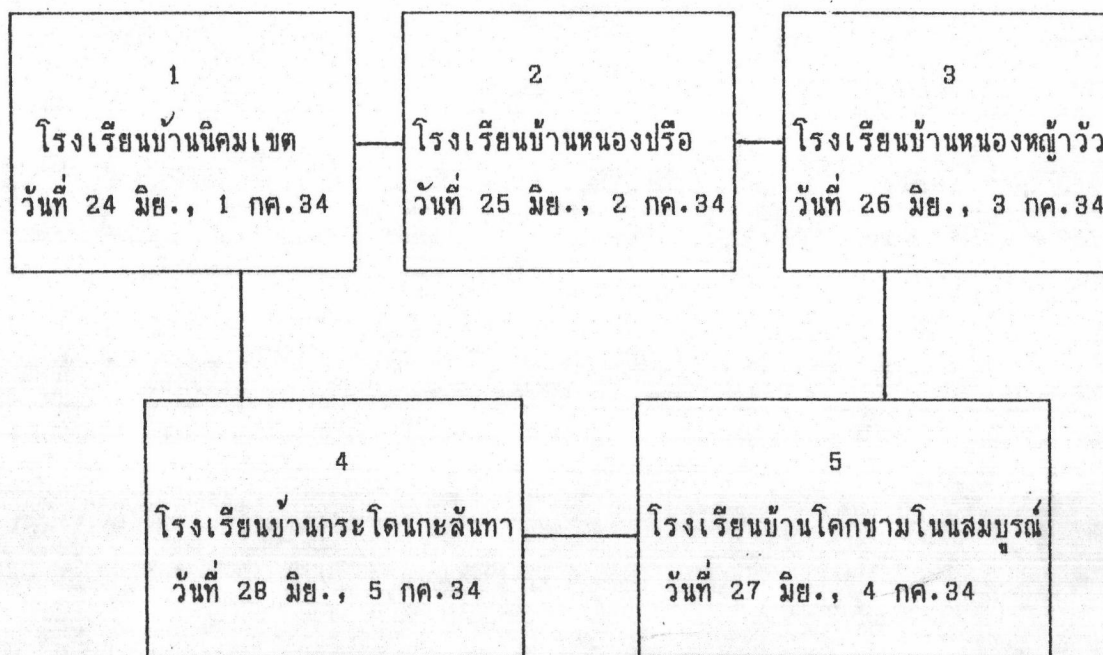 1
โรงเรียนบ้านนิคมเขต
วันที่ 24 มิย., 1 กค.34
2
โรงเรียนบ้านหนองปรือ
วันที่ 25 มิย., 2 กค.34
3
โรงเรียนบ้านหนองหญ้าวัว
วันที่ 26 มิย., 3 กค.34
4
โรงเรียนบ้านกระโดนกะลันทา
วันที่ 28 มิย., 5 กค.34
5
โรงเรียนบ้านโคกขามโนนสมบูรณ์
วันที่ 27 มิย., 4 กค.34